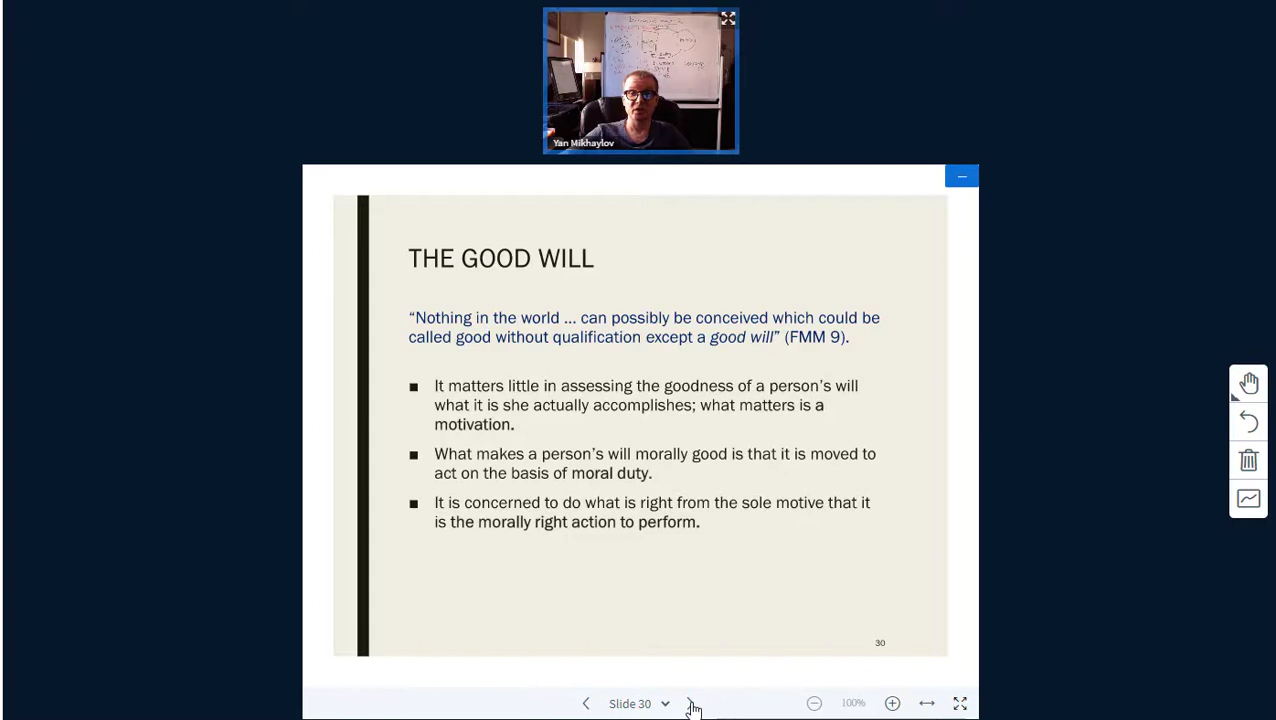 Yan Mikhaylov
THE GOOD WILL
“Nothing in the world ... can possibly be conceived which could be
called good without qualification except a good will” (FMM 9).
■ It matters little in assessing the goodness of a person’s will
what it is she actually accomplishes; what matters is a
motivation.
■ What makes a person’s will morally good is that it is moved to
act on the basis of moral duty.
■ It is concerned to do what is right from the sole motive that it
is the morally right action to perform.
30
Slide 30
100%